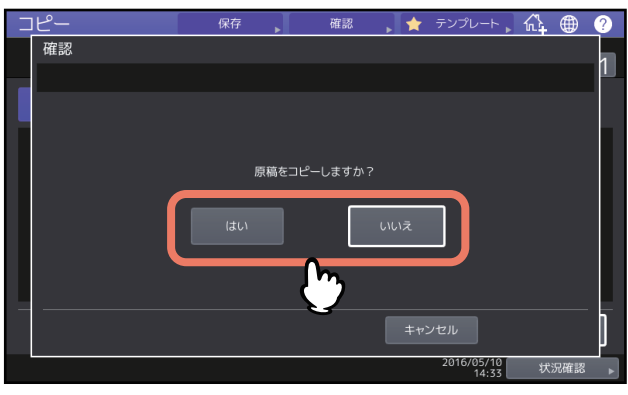 コピー 保存 確認 テンプレート ?
確認
1
原稿をコピーしますか？
はい いいえ
キャンセル
2016/05/10
14:33
状況確認